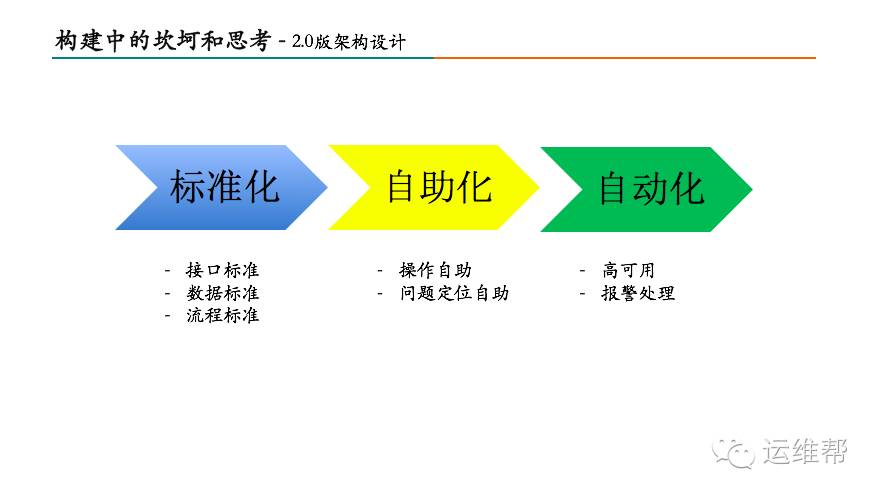 构建中的坎坷和思考 - 2.0版架构设计
标准化
自助化
自动化
- 接口标准
- 数据标准
- 流程标准
- 操作自助
- 问题定位自助
- 高可用
- 报警处理
运维帮